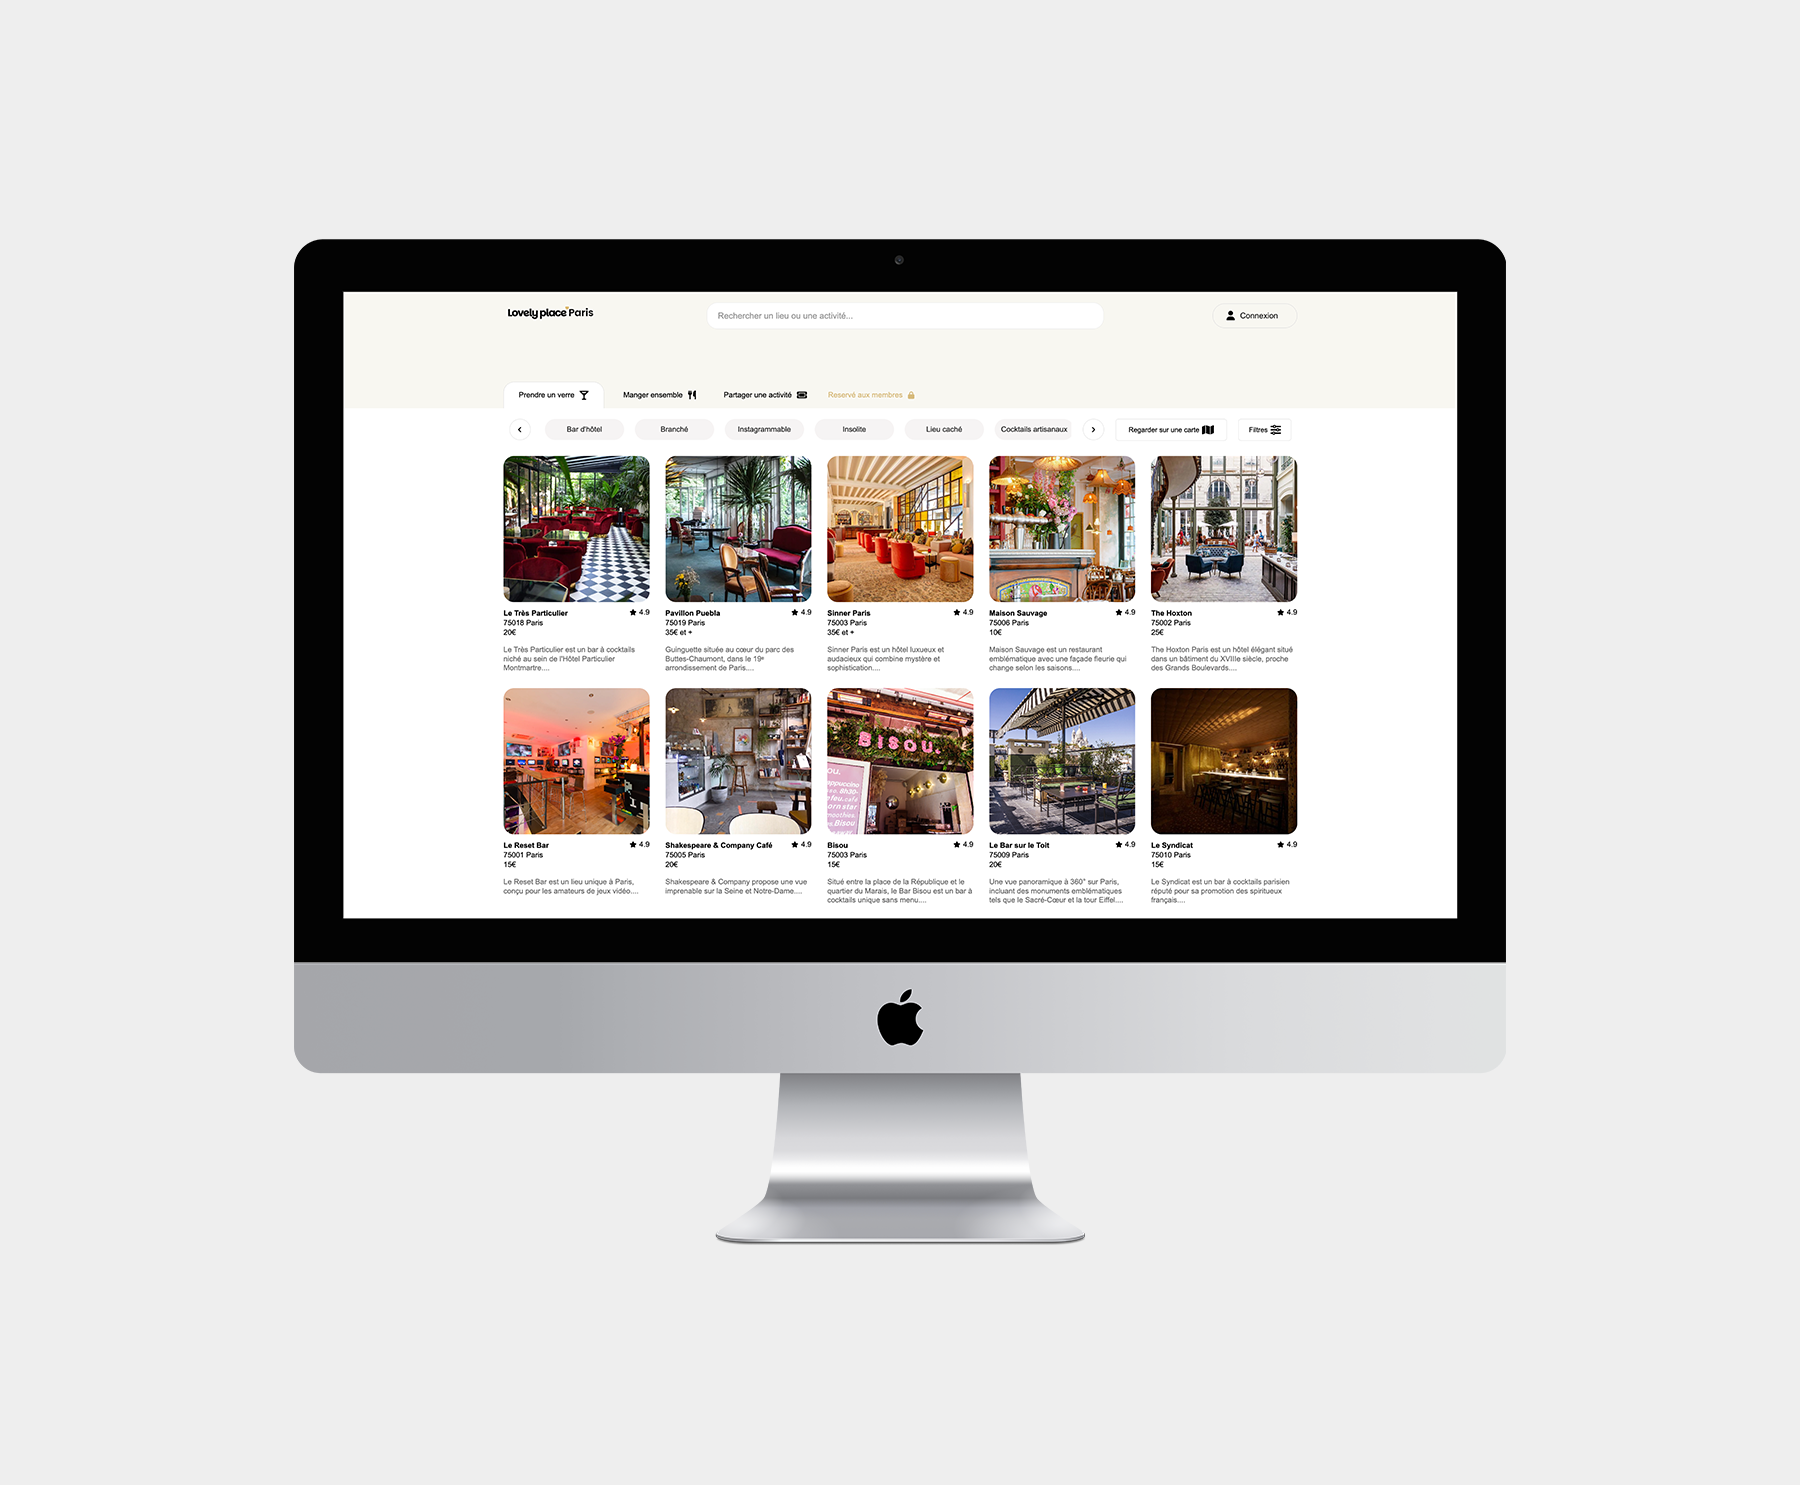 Lovely place Paris
Rechercher un lieu ou une activité...
Connexion
Prendre un verre
Manger ensemble
Partager une activité
Reservé aux membres
Bar d'hôtel
Branché
Instagrammable
Insolite
Lieu caché
Cocktails artisanaux
Regarder sur une carte
Filtres
Le Très Particulier
4.9
75018 Paris
20€
Le Très Particulier est un bar à cocktails
niché au sein de l'Hôtel Particulier
Montmartre....
Pavillon Puebla
4.9
75019 Paris
35€ et +
Guinguette située au cœur du parc des
Buttes-Chaumont, dans le 19ᵉ
arrondissement de Paris....
Sinner Paris
4.9
75003 Paris
35€ et +
Sinner Paris est un hôtel luxueux et
audacieux qui combine mystère et
sophistication....
Maison Sauvage
4.9
75006 Paris
10€
Maison Sauvage est un restaurant
emblématique avec une façade fleurie qui
change selon les saisons....
The Hoxton
4.9
75002 Paris
25€
The Hoxton Paris est un hôtel élégant situé
dans un bâtiment du XVIIIe siècle, proche
des Grands Boulevards....
BISOU.
OU.
appuccino
Bhap
feu. café
orn star
moothies.
Bisou
away
Le Reset Bar
4.9
75001 Paris
15€
Le Reset Bar est un lieu unique à Paris,
conçu pour les amateurs de jeux vidéo....
Shakespeare & Company Café
4.9
75005 Paris
20€
Shakespeare & Company propose une vue
imprenable sur la Seine et Notre-Dame....
Bisou
4.9
75003 Paris
15€
Situé entre la place de la République et le
quartier du Marais, le Bar Bisou est un bar à
cocktails unique sans menu....
Le Bar sur le Toit
4.9
75009 Paris
20€
Une vue panoramique à 360° sur Paris,
incluant des monuments emblématiques
tels que le Sacré-Cœur et la tour Eiffel....
Le Syndicat
4.9
75010 Paris
15€
Le Syndicat est un bar à cocktails parisien
réputé pour sa promotion des spiritueux
français....